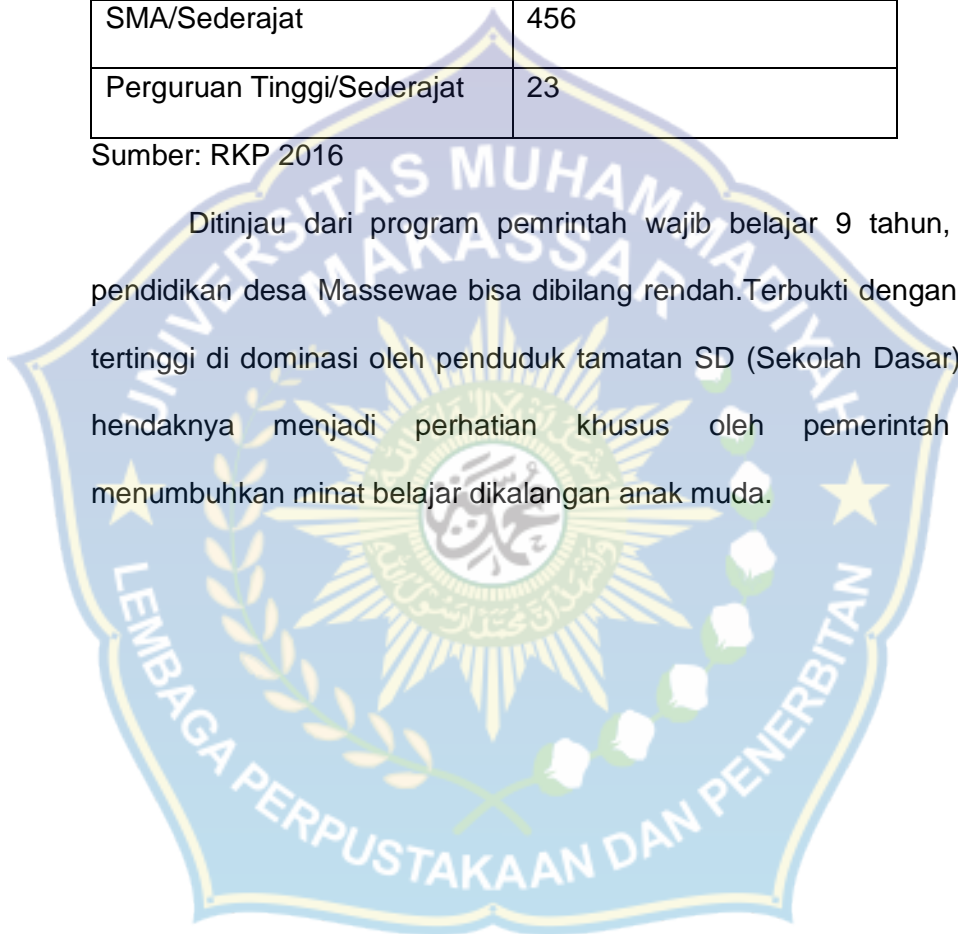 SMA/Sederajat 456
Perguruan Tinggi/Sederajat 23
Sumber: RKP 2016
Ditinjau dari program pemrintah wajib belajar 9 tahun,
pendidikan desa Massewae bisa dibilang rendah.Terbukti dengan
tertinggi di dominasi oleh penduduk tamatan SD (Sekolah Dasar)
hendaknya menjadi perhatian khusus oleh pemerintah
menumbuhkan minat belajar dikalangan anak muda.
UNIVERSITAS MUHAMMADIYAH
MAKASSAR
LEMBAGA PERPUSTAKAAN DAN PENERBITAN